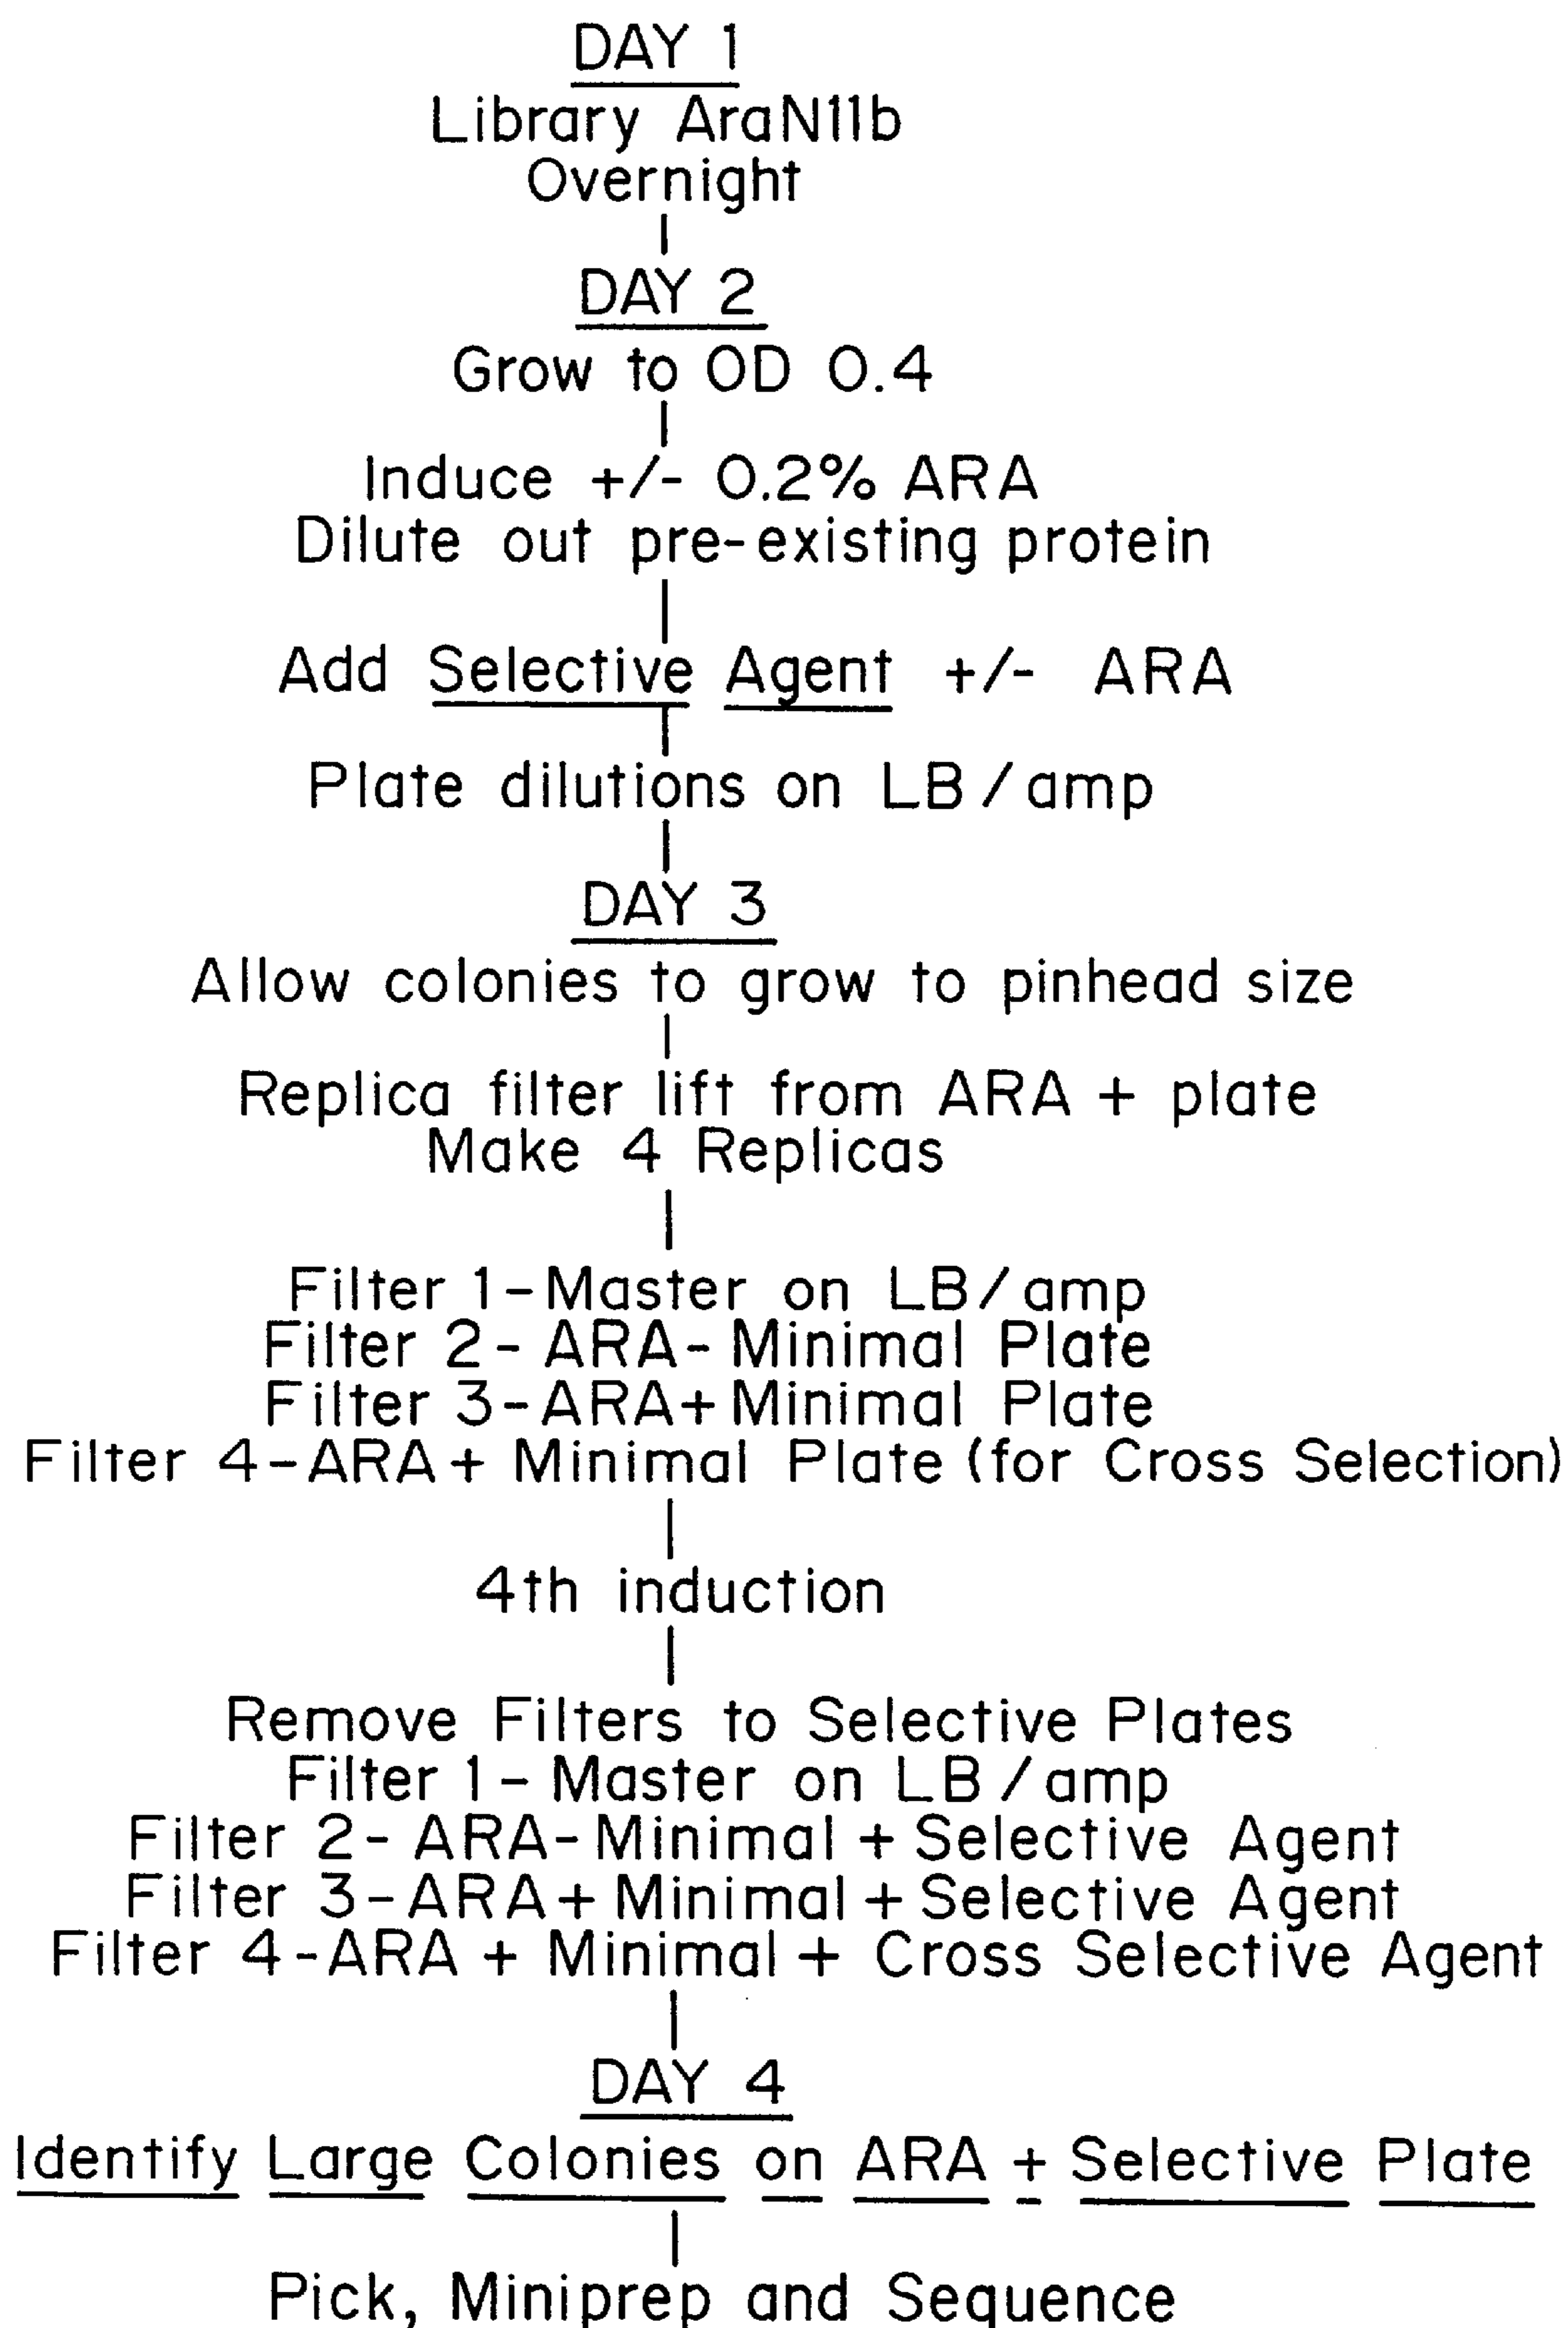 DAY 1
Library AraN11b
Overnight
DAY 2
Grow to OD 0.4
Induce +/- 0.2% ARA
Dilute out pre-existing protein
Add Selective Agent +/- ARA
Plate dilutions on LB/amp
DAY 3
Allow colonies to grow to pinhead size
Replica filter lift from ARA + plate
Make 4 Replicas
Filter 1-Master on LB/amp
Filter 2- ARA- Minimal Plate
Filter 3-ARA+ Minimal Plate
Filter 4-ARA+ Minimal Plate (for Cross Selection)
4th induction
Remove Filters to Selective Plates
Filter 1- Master on LB/amp
Filter 2- ARA- Minimal + Selective Agent
Filter 3-ARA+ Minimal + Selective Agent
Filter 4-ARA + Minimal + Cross Selective Agent
DAY 4
Identify Large Colonies on ARA + Selective Plate
Pick, Miniprep and Sequence